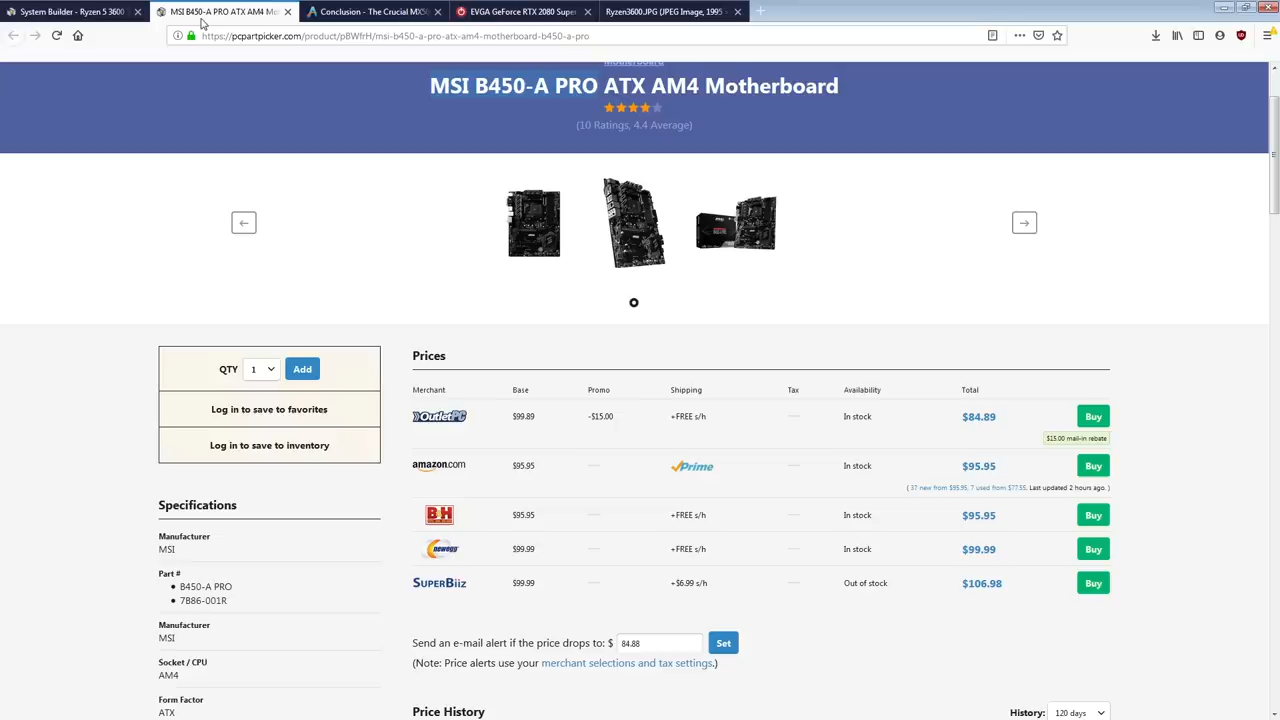 System Builder - Ryzen 5 3600
MSI B450-A PRO ATX AM4 Mo
Conclusion - The Crucial MX50
EVGA GeForce RTX 2080 Super
Ryzen3600.JPG (JPEG Image, 1995 x
https://pcpartpicker.com/product/pBWfrH/msi-b450-a-pro-atx-am4-motherboard-b450-a-pro
Motherboard
MSI B450-A PRO ATX AM4 Motherboard
(10 Ratings, 4.4 Average)
QTY 1 Add
Log in to save to favorites
Log in to save to inventory
Specifications
Manufacturer
MSI
Part #
B450-A PRO
7B86-001R
Manufacturer
MSI
Socket / CPU
AM4
Form Factor
ATX
Prices
Merchant Base Promo Shipping Tax Availability Total
OutletPC $99.89 -$15.00 +FREE s/h In stock $84.89 Buy
$15.00 mail-in rebate
amazon.com $95.95 Prime In stock $95.95 Buy
( 37 new from $95.95, 7 used from $77.55. Last updated 2 hours ago. )
B&H $95.95 +FREE s/h In stock $95.95 Buy
newegg $99.99 +FREE s/h In stock $99.99 Buy
SUPERBiiz $99.99 +$6.99 s/h Out of stock $106.98 Buy
Send an e-mail alert if the price drops to: $ 84.88 Set
(Note: Price alerts use your merchant selections and tax settings.)
Price History
History: 120 days